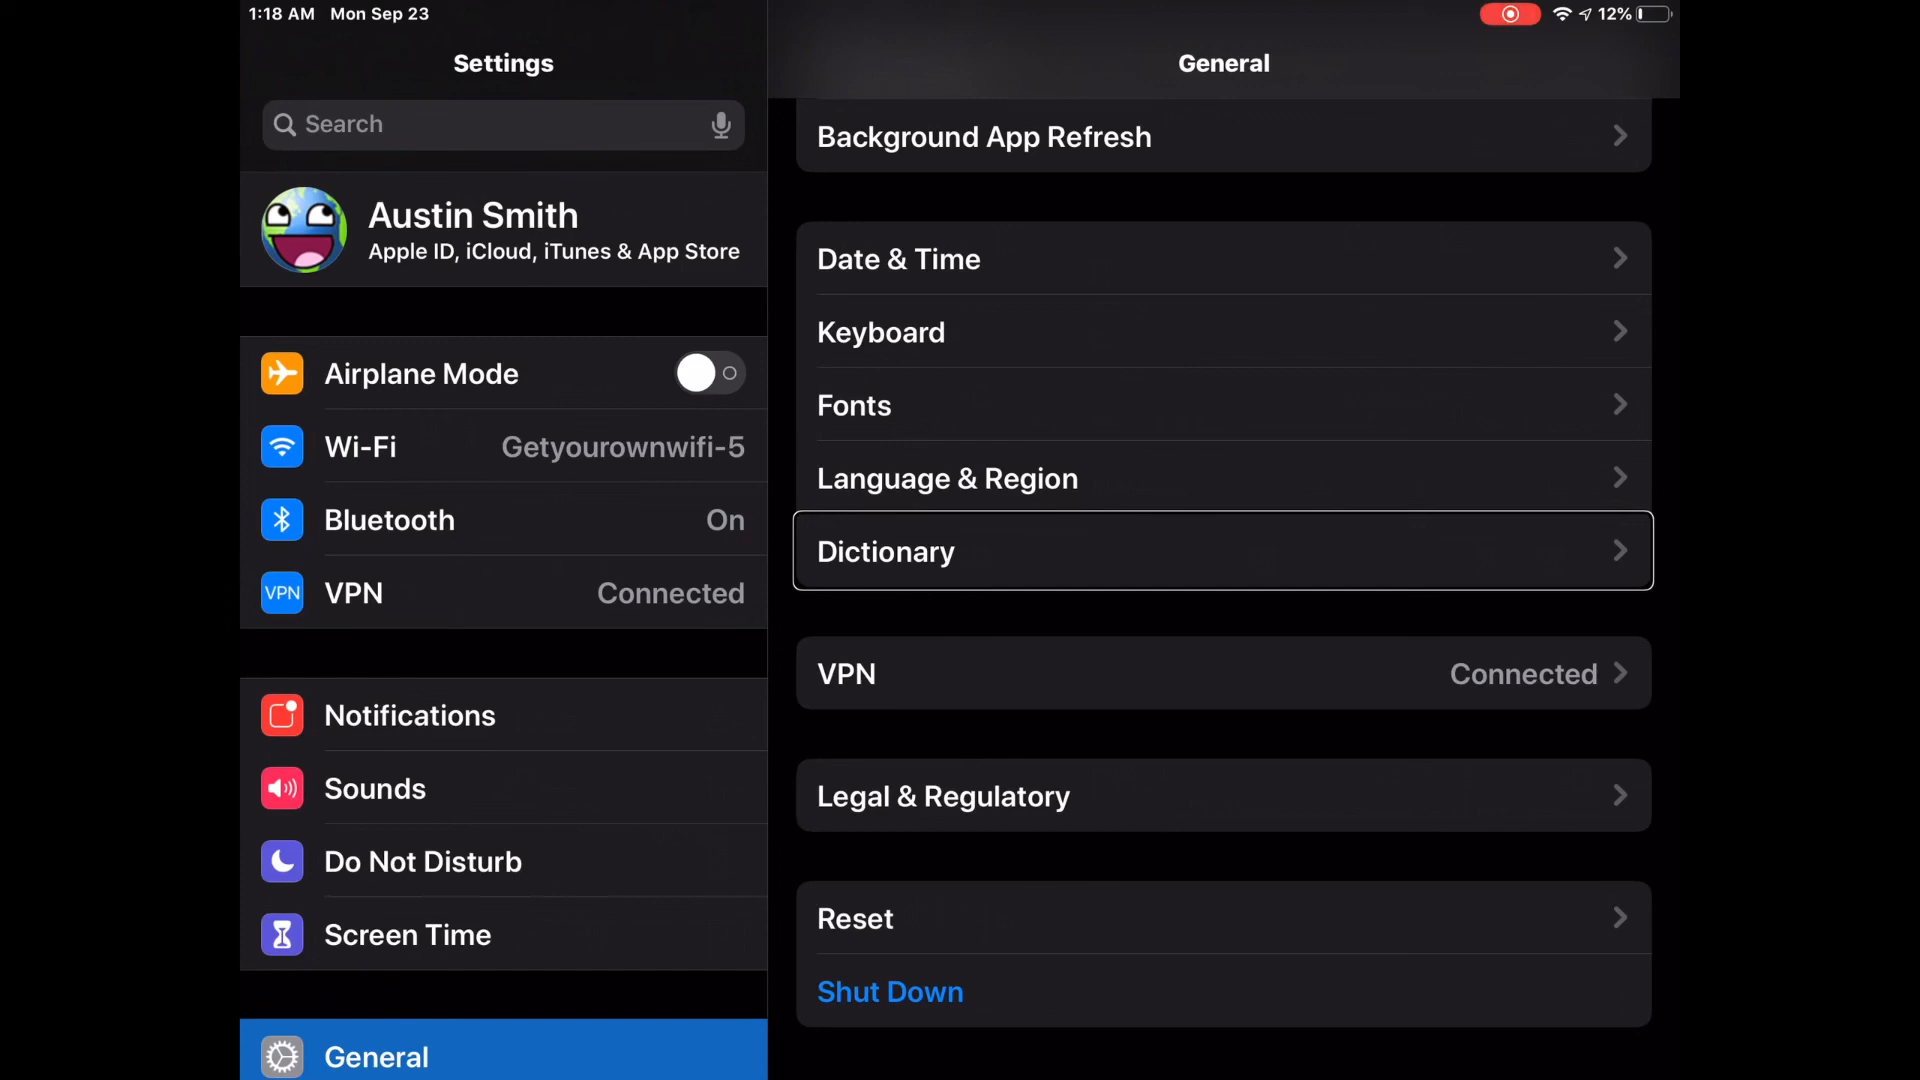 1:18 AM Mon Sep 23
12%
Settings
Search
Austin Smith
Apple ID, iCloud, iTunes & App Store
Airplane Mode
Wi-Fi Getyourownwifi-5
Bluetooth On
VPN VPN Connected
Notifications
Sounds
Do Not Disturb
Screen Time
General
General
Background App Refresh
Date & Time
Keyboard
Fonts
Language & Region
Dictionary
VPN Connected
Legal & Regulatory
Reset
Shut Down